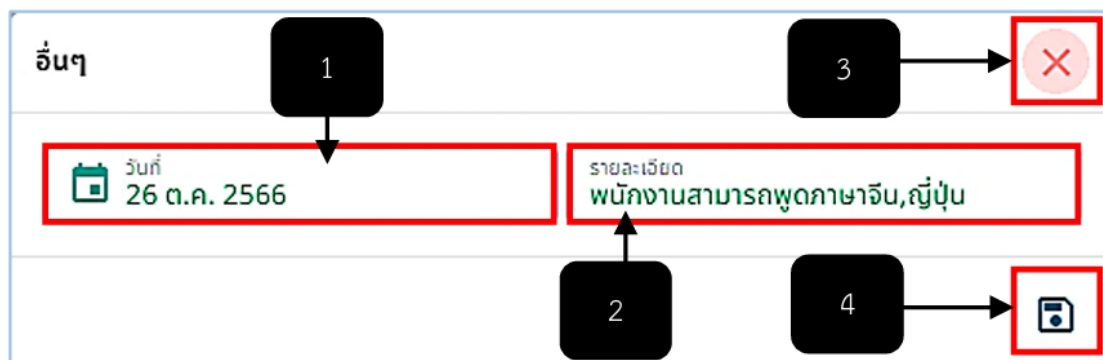 อื่นๆ
1
3
วันที่
26 ต.ค. 2566
รายละเอียด
พนักงานสามารถพูดภาษาจีน,ญี่ปุ่น
2
4